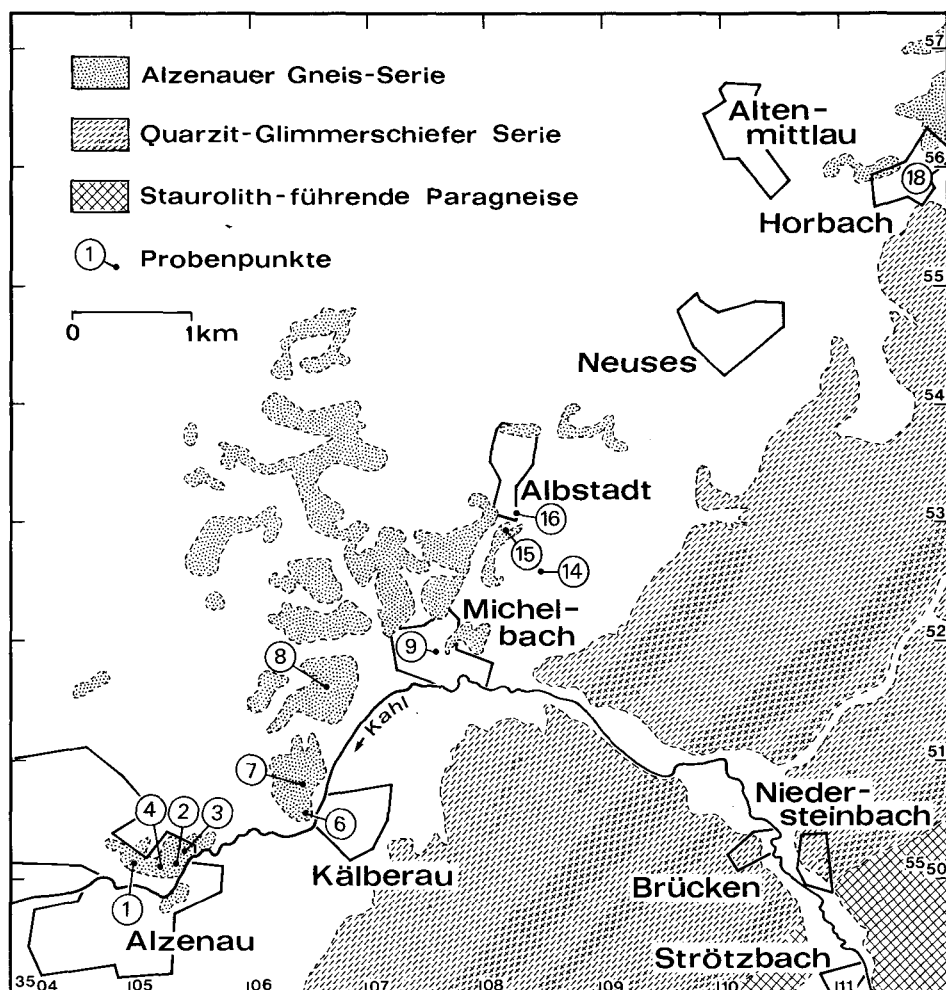 Alzenauer Gneis-Serie
Quarzit-Glimmerschiefer Serie
Staurolith-führende Paragneise
1 Probenpunkte
0 1km
57
Alten-
mittlau
56
18
Horbach
55
Neuses
54
Albstadt
53
16
15
14
Michel-
bach
52
9
8
Kahl
51
7
Nieder-
steinbach
4 2 3
6
Kälberau
Brücken
55 50
1
Alzenau
Strötzbach
35 04 05 06 07 08 09 10 11